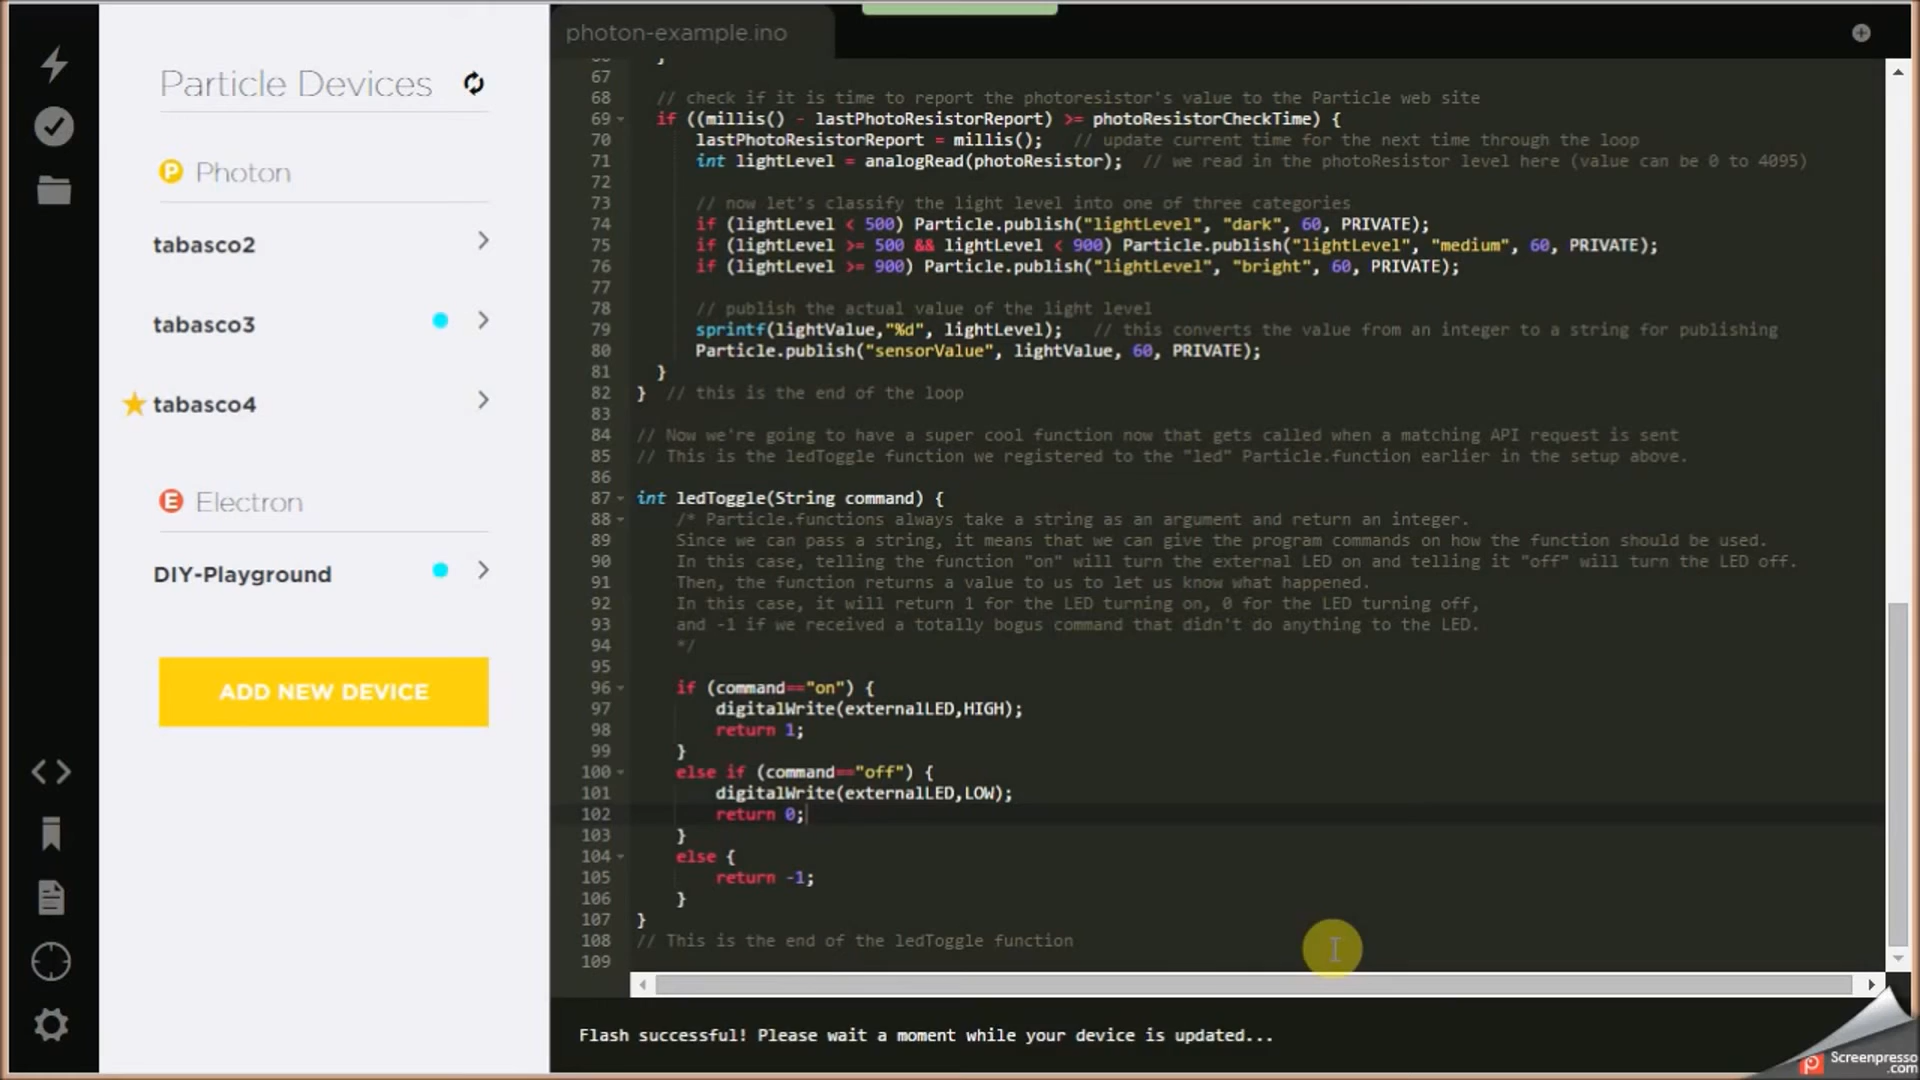 Particle Devices
P Photon
tabasco2
tabasco3
tabasco4
E Electron
DIY-Playground
ADD NEW DEVICE
photon-example.ino
67
68 // check if it is time to report the photoresistor's value to the Particle web site
69 if ((millis() - lastPhotoResistorReport) >= photoResistorCheckTime) {
70 lastPhotoResistorReport = millis(); // update current time for the next time through the loop
71 int lightLevel = analogRead(photoResistor); // we read in the photoResistor level here (value can be 0 to 4095)
72
73 // now let's classify the light level into one of three categories
74 if (lightLevel < 500) Particle.publish("lightLevel", "dark", 60, PRIVATE);
75 if (lightLevel >= 500 && lightLevel < 900) Particle.publish("lightLevel", "medium", 60, PRIVATE);
76 if (lightLevel >= 900) Particle.publish("lightLevel", "bright", 60, PRIVATE);
77
78 // publish the actual value of the light level
79 sprintf(lightValue,"%d", lightLevel); // this converts the value from an integer to a string for publishing
80 Particle.publish("sensorValue", lightValue, 60, PRIVATE);
81 }
82 } // this is the end of the loop
83
84 // Now we're going to have a super cool function now that gets called when a matching API request is sent
85 // This is the ledToggle function we registered to the "led" Particle.function earlier in the setup above.
86
87 int ledToggle(String command) {
88 /* Particle.functions always take a string as an argument and return an integer.
89 Since we can pass a string, it means that we can give the program commands on how the function should be used.
90 In this case, telling the function "on" will turn the external LED on and telling it "off" will turn the LED off.
91 Then, the function returns a value to us to let us know what happened.
92 In this case, it will return 1 for the LED turning on, 0 for the LED turning off,
93 and -1 if we received a totally bogus command that didn't do anything to the LED.
94 */
95
96 if (command=="on") {
97 digitalWrite(externalLED,HIGH);
98 return 1;
99 }
100 else if (command=="off") {
101 digitalWrite(externalLED,LOW);
102 return 0;
103 }
104 else {
105 return -1;
106 }
107 }
108 // This is the end of the ledToggle function
109
Flash successful! Please wait a moment while your device is updated...
Screenpresso
.com